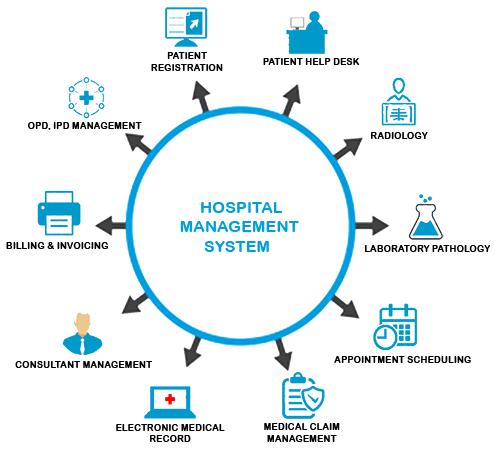 PATIENT
REGISTRATION
PATIENT HELP DESK
OPD, IPD MANAGEMENT
RADIOLOGY
HOSPITAL
MANAGEMENT
SYSTEM
BILLING & INVOICING
LABORATORY PATHOLOGY
CONSULTANT MANAGEMENT
APPOINTMENT SCHEDULING
ELECTRONIC MEDICAL
RECORD
MEDICAL CLAIM
MANAGEMENT